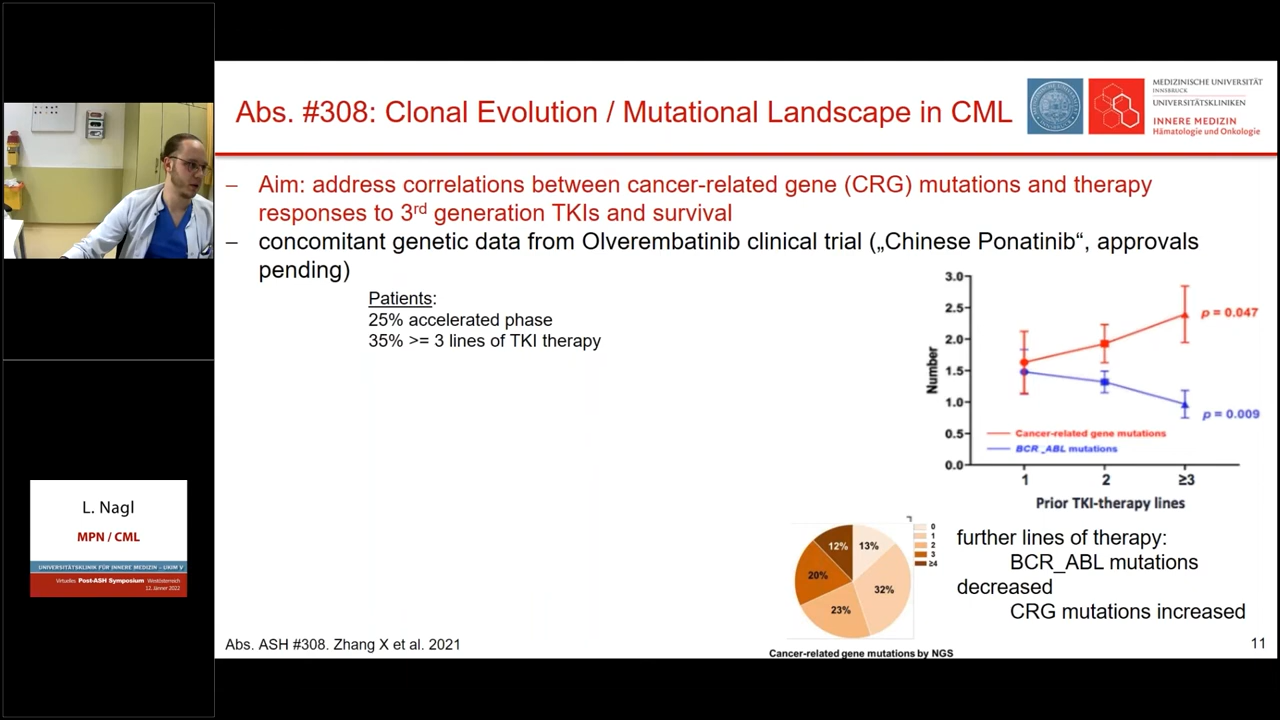 Abs. #308: Clonal Evolution / Mutational Landscape in CML
MEDIZINISCHE UNIVERSITÄT
INNSBRUCK
UNIVERSITÄTSKLINIKEN
INNERE MEDIZIN
Hämatologie und Onkologie
– Aim: address correlations between cancer-related gene (CRG) mutations and therapy
responses to 3rd generation TKIs and survival
– concomitant genetic data from Olverembatinib clinical trial („Chinese Ponatinib“, approvals
pending)
Patients:
25% accelerated phase
35% >= 3 lines of TKI therapy
3.0
2.5
2.0
1.5
1.0
0.5
0.0
Number
p = 0.047
p = 0.009
Cancer-related gene mutations
BCR_ABL mutations
1 2 ≥3
Prior TKI-therapy lines
12% 13%
20% 32%
23%
0
1
2
3
≥4
Cancer-related gene mutations by NGS
further lines of therapy:
BCR_ABL mutations
decreased
CRG mutations increased
Abs. ASH #308. Zhang X et al. 2021
11
L. Nagl
MPN / CML
UNIVERSITÄTSKLINIK FÜR INNERE MEDIZIN – UKIM V
Virtuelles Post-ASH Symposium Westösterreich
12. Jänner 2022